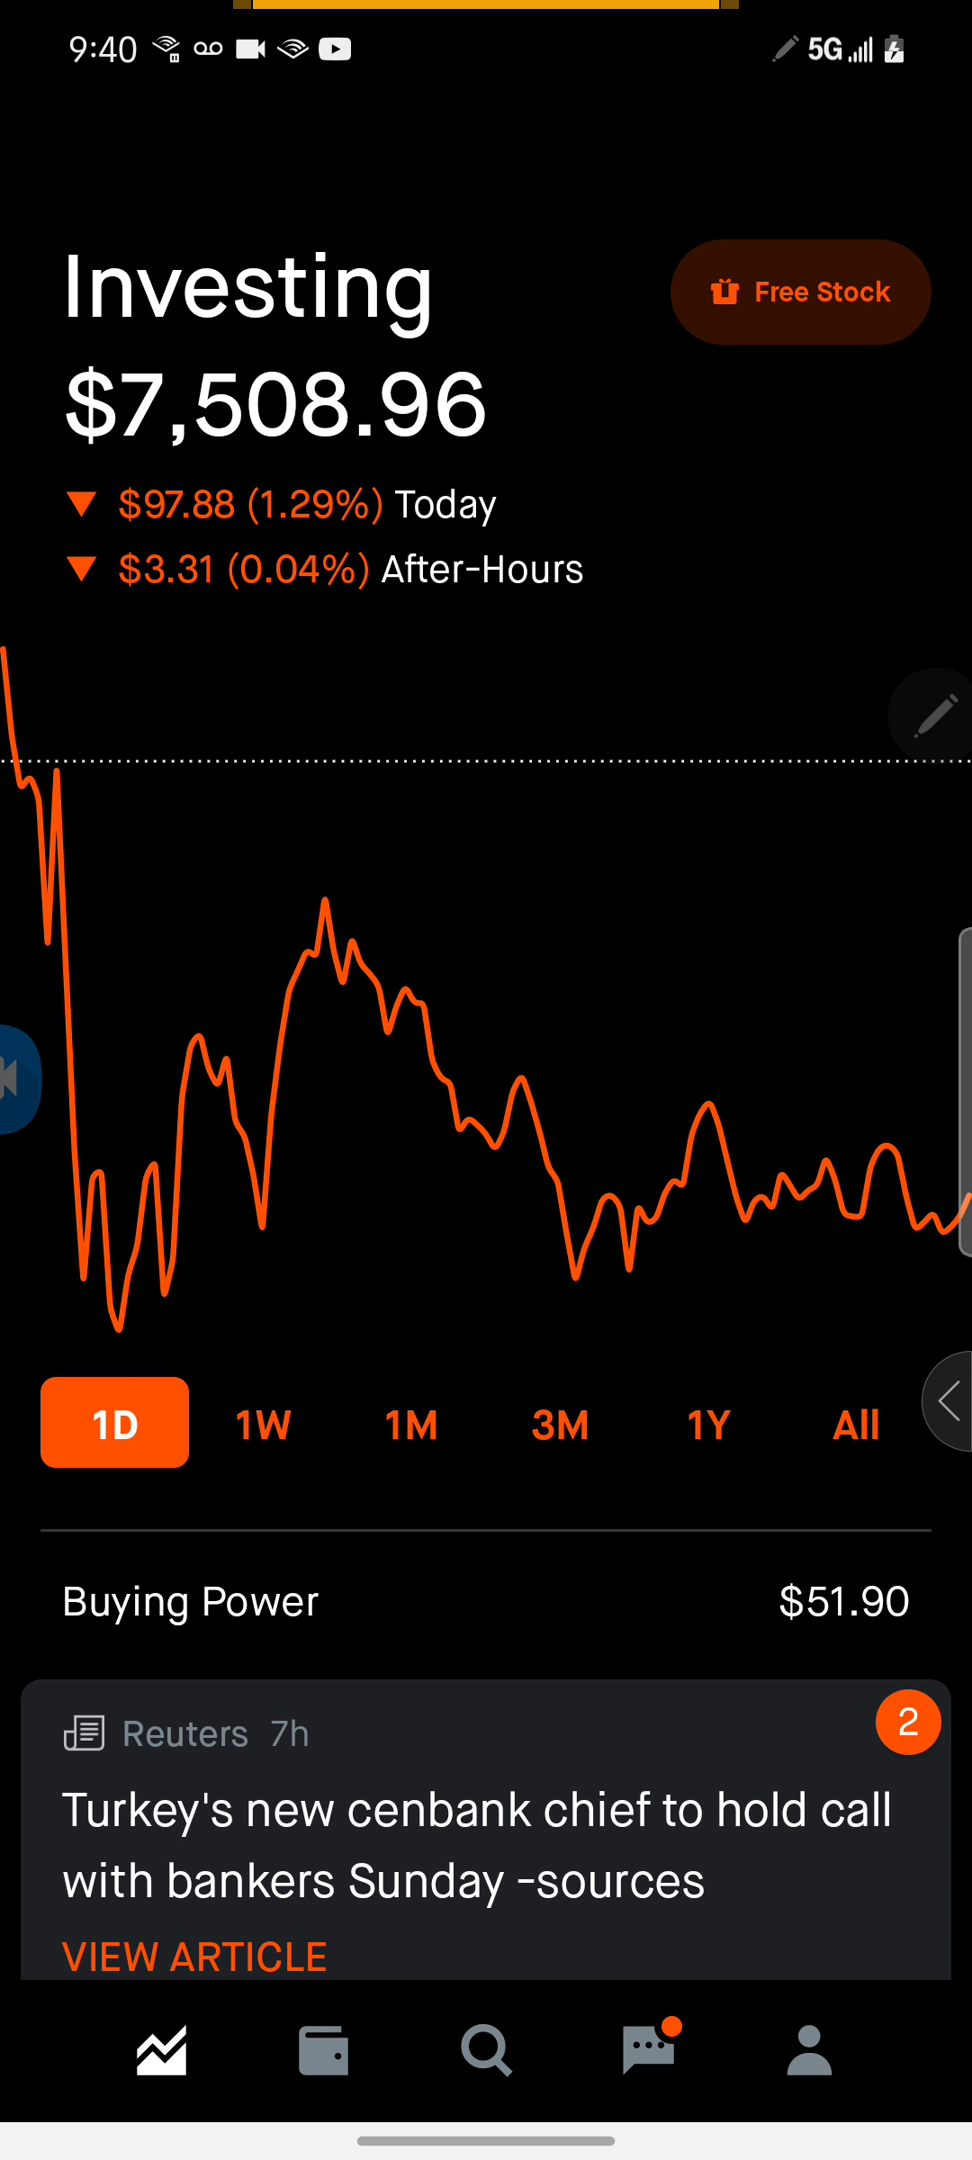 9:40
5G
Investing
Free Stock
$7,508.96
▼ $97.88 (1.29%) Today
▼ $3.31 (0.04%) After-Hours
1D 1W 1M 3M 1Y All
Buying Power $51.90
Reuters 7h
2
Turkey's new cenbank chief to hold call
with bankers Sunday -sources
VIEW ARTICLE